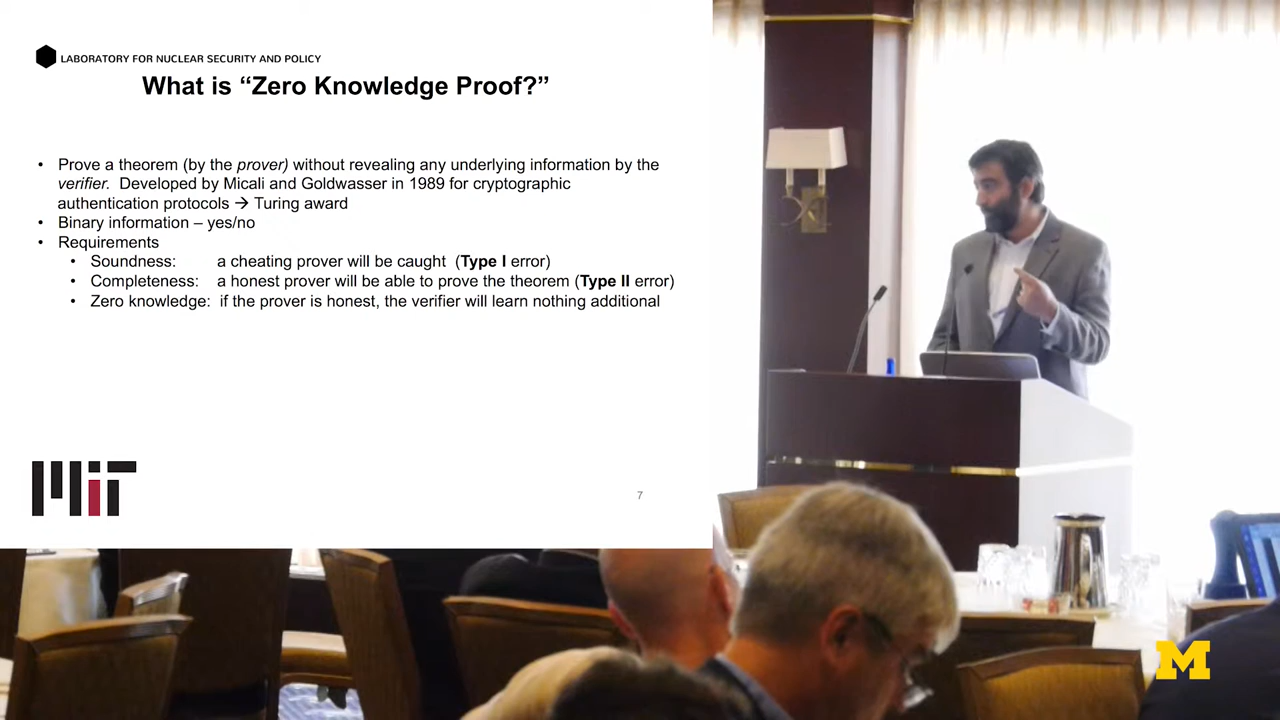 LABORATORY FOR NUCLEAR SECURITY AND POLICY
What is “Zero Knowledge Proof?”
• Prove a theorem (by the prover) without revealing any underlying information by the
verifier. Developed by Micali and Goldwasser in 1989 for cryptographic
authentication protocols → Turing award
• Binary information – yes/no
• Requirements
• Soundness: a cheating prover will be caught (Type I error)
• Completeness: a honest prover will be able to prove the theorem (Type II error)
• Zero knowledge: if the prover is honest, the verifier will learn nothing additional
MIT
7
M